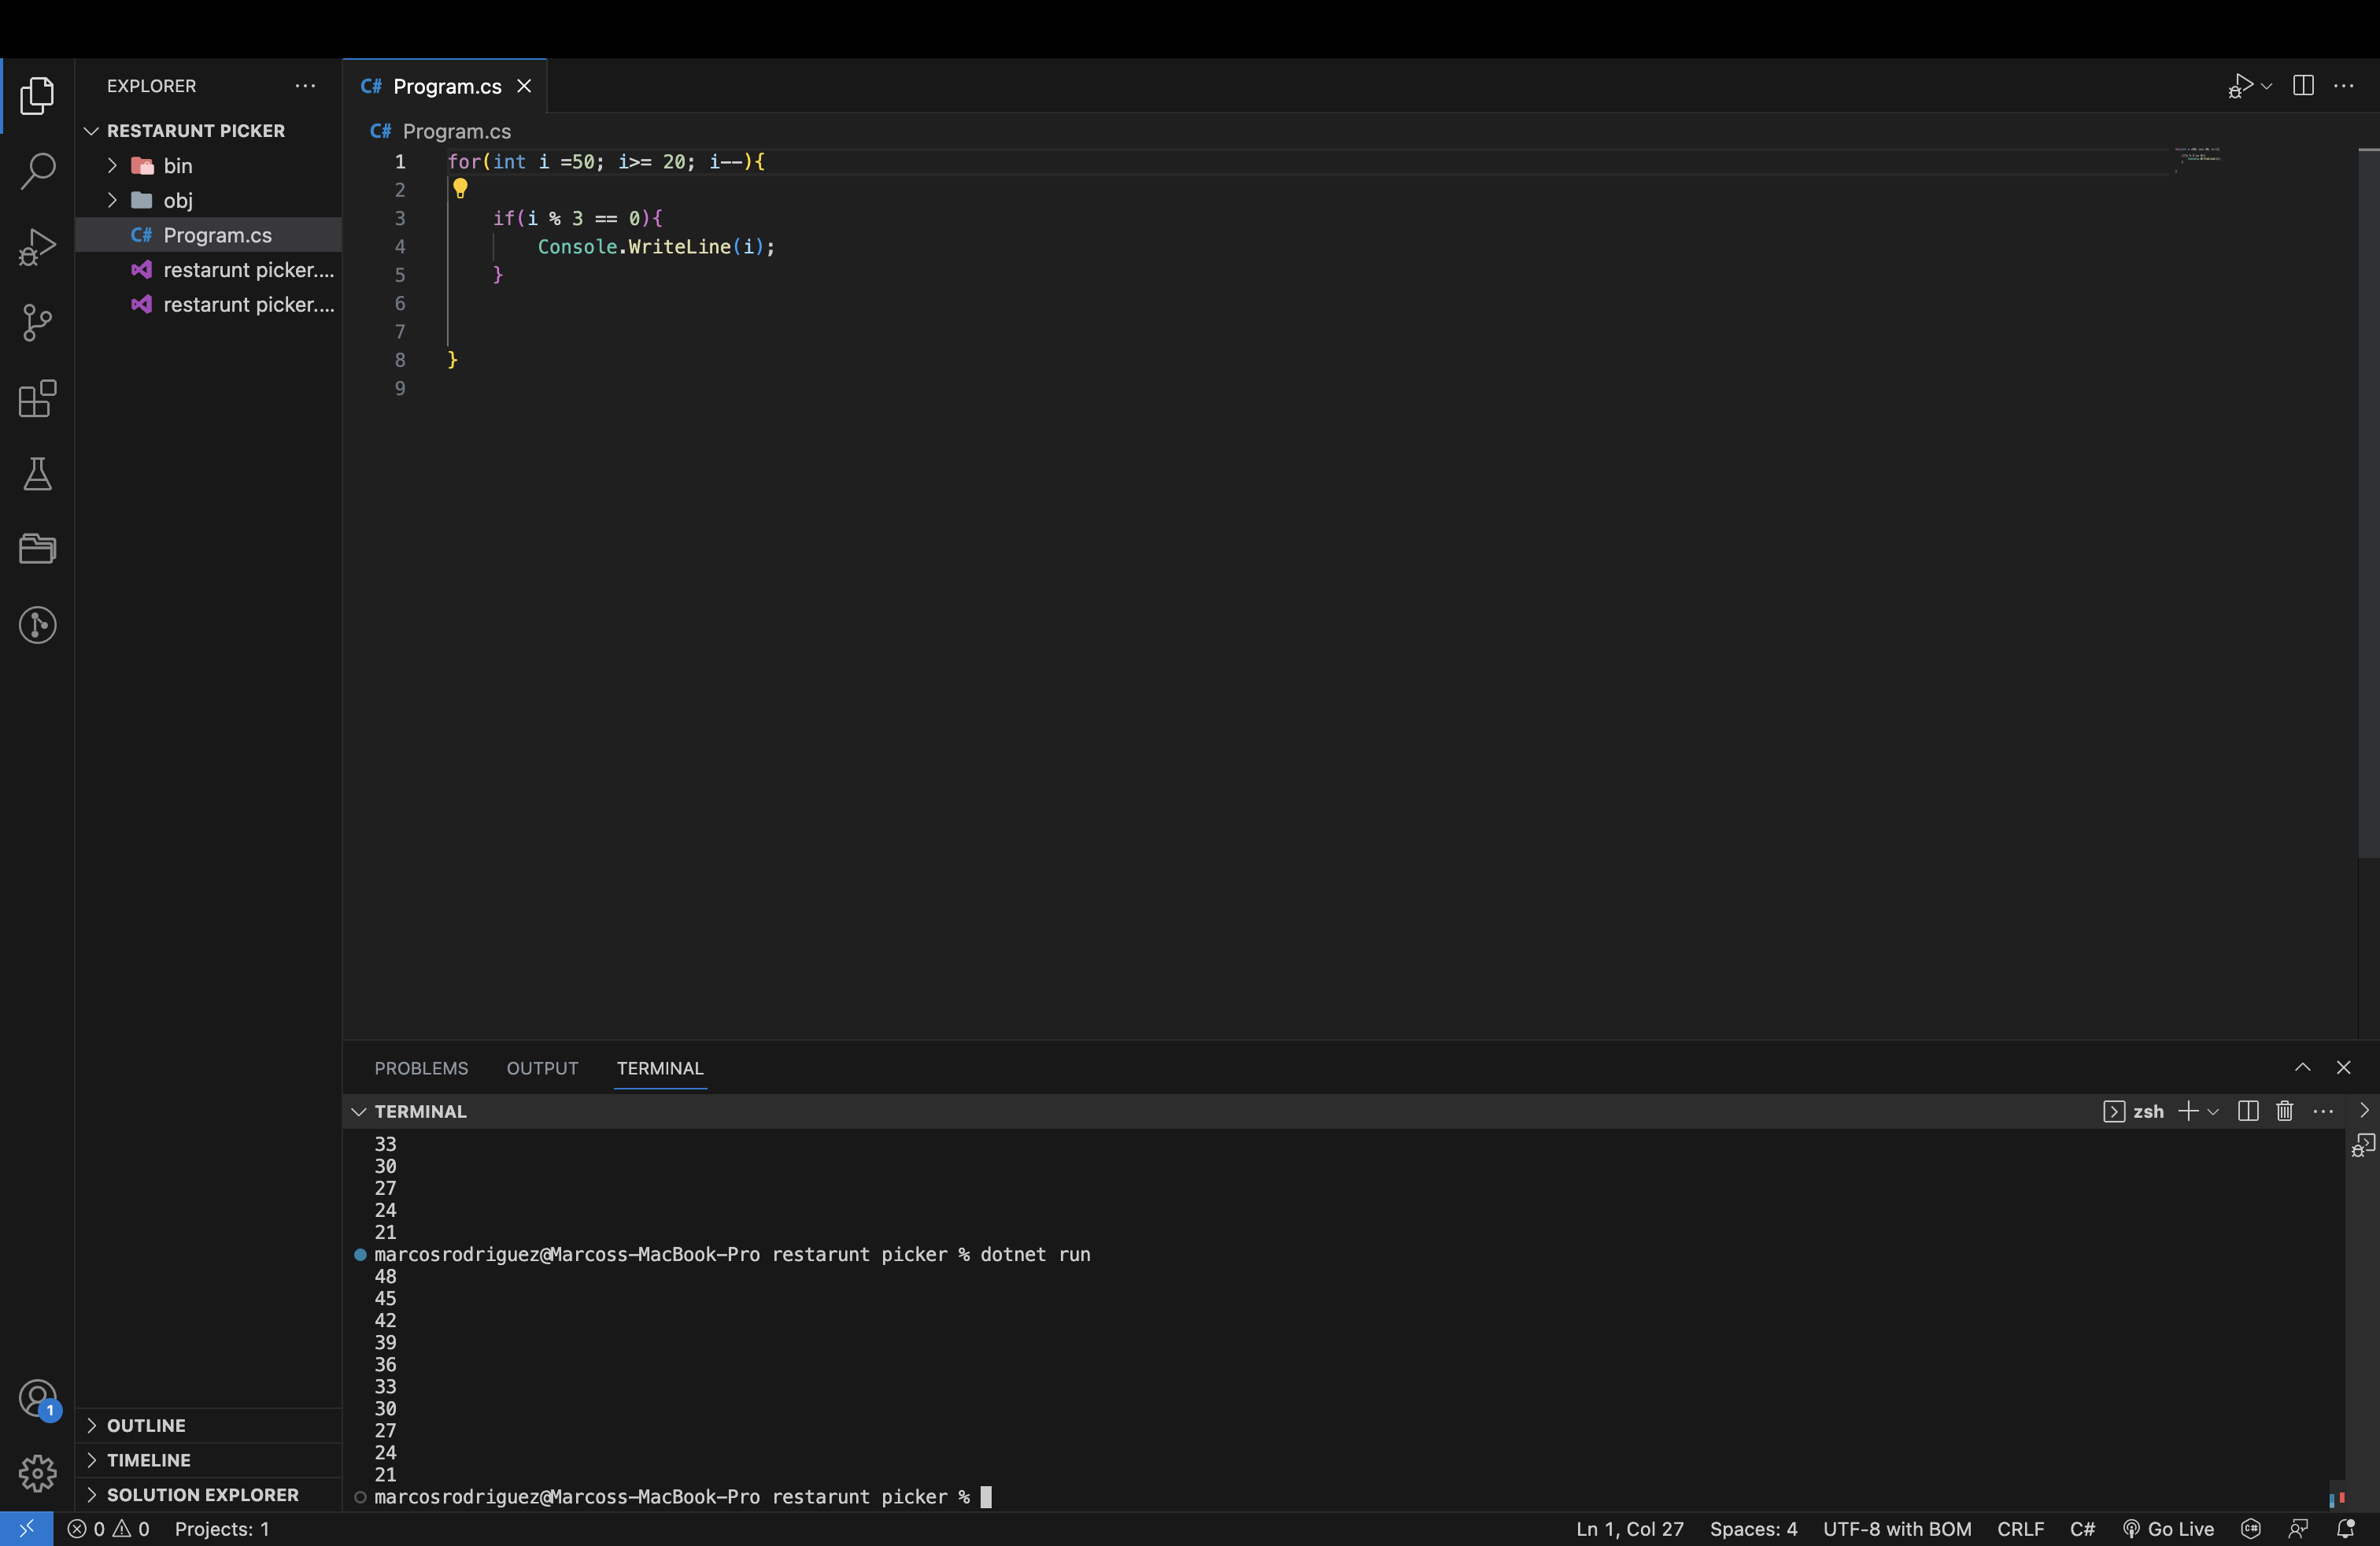 EXPLORER
RESTARUNT PICKER
bin
obj
C# Program.cs
restarunt picker....
restarunt picker....
OUTLINE
TIMELINE
SOLUTION EXPLORER
1
C# Program.cs
C# Program.cs
1 for(int i =50; i>= 20; i--){
2
3 if(i % 3 == 0){
4 Console.WriteLine(i);
5 }
6
7
8 }
9
PROBLEMS OUTPUT TERMINAL
TERMINAL zsh
33
30
27
24
21
marcosrodriguez@Marcoss-MacBook-Pro restarunt picker % dotnet run
48
45
42
39
36
33
30
27
24
21
marcosrodriguez@Marcoss-MacBook-Pro restarunt picker %
0 0 Projects: 1 Ln 1, Col 27 Spaces: 4 UTF-8 with BOM CRLF C# Go Live